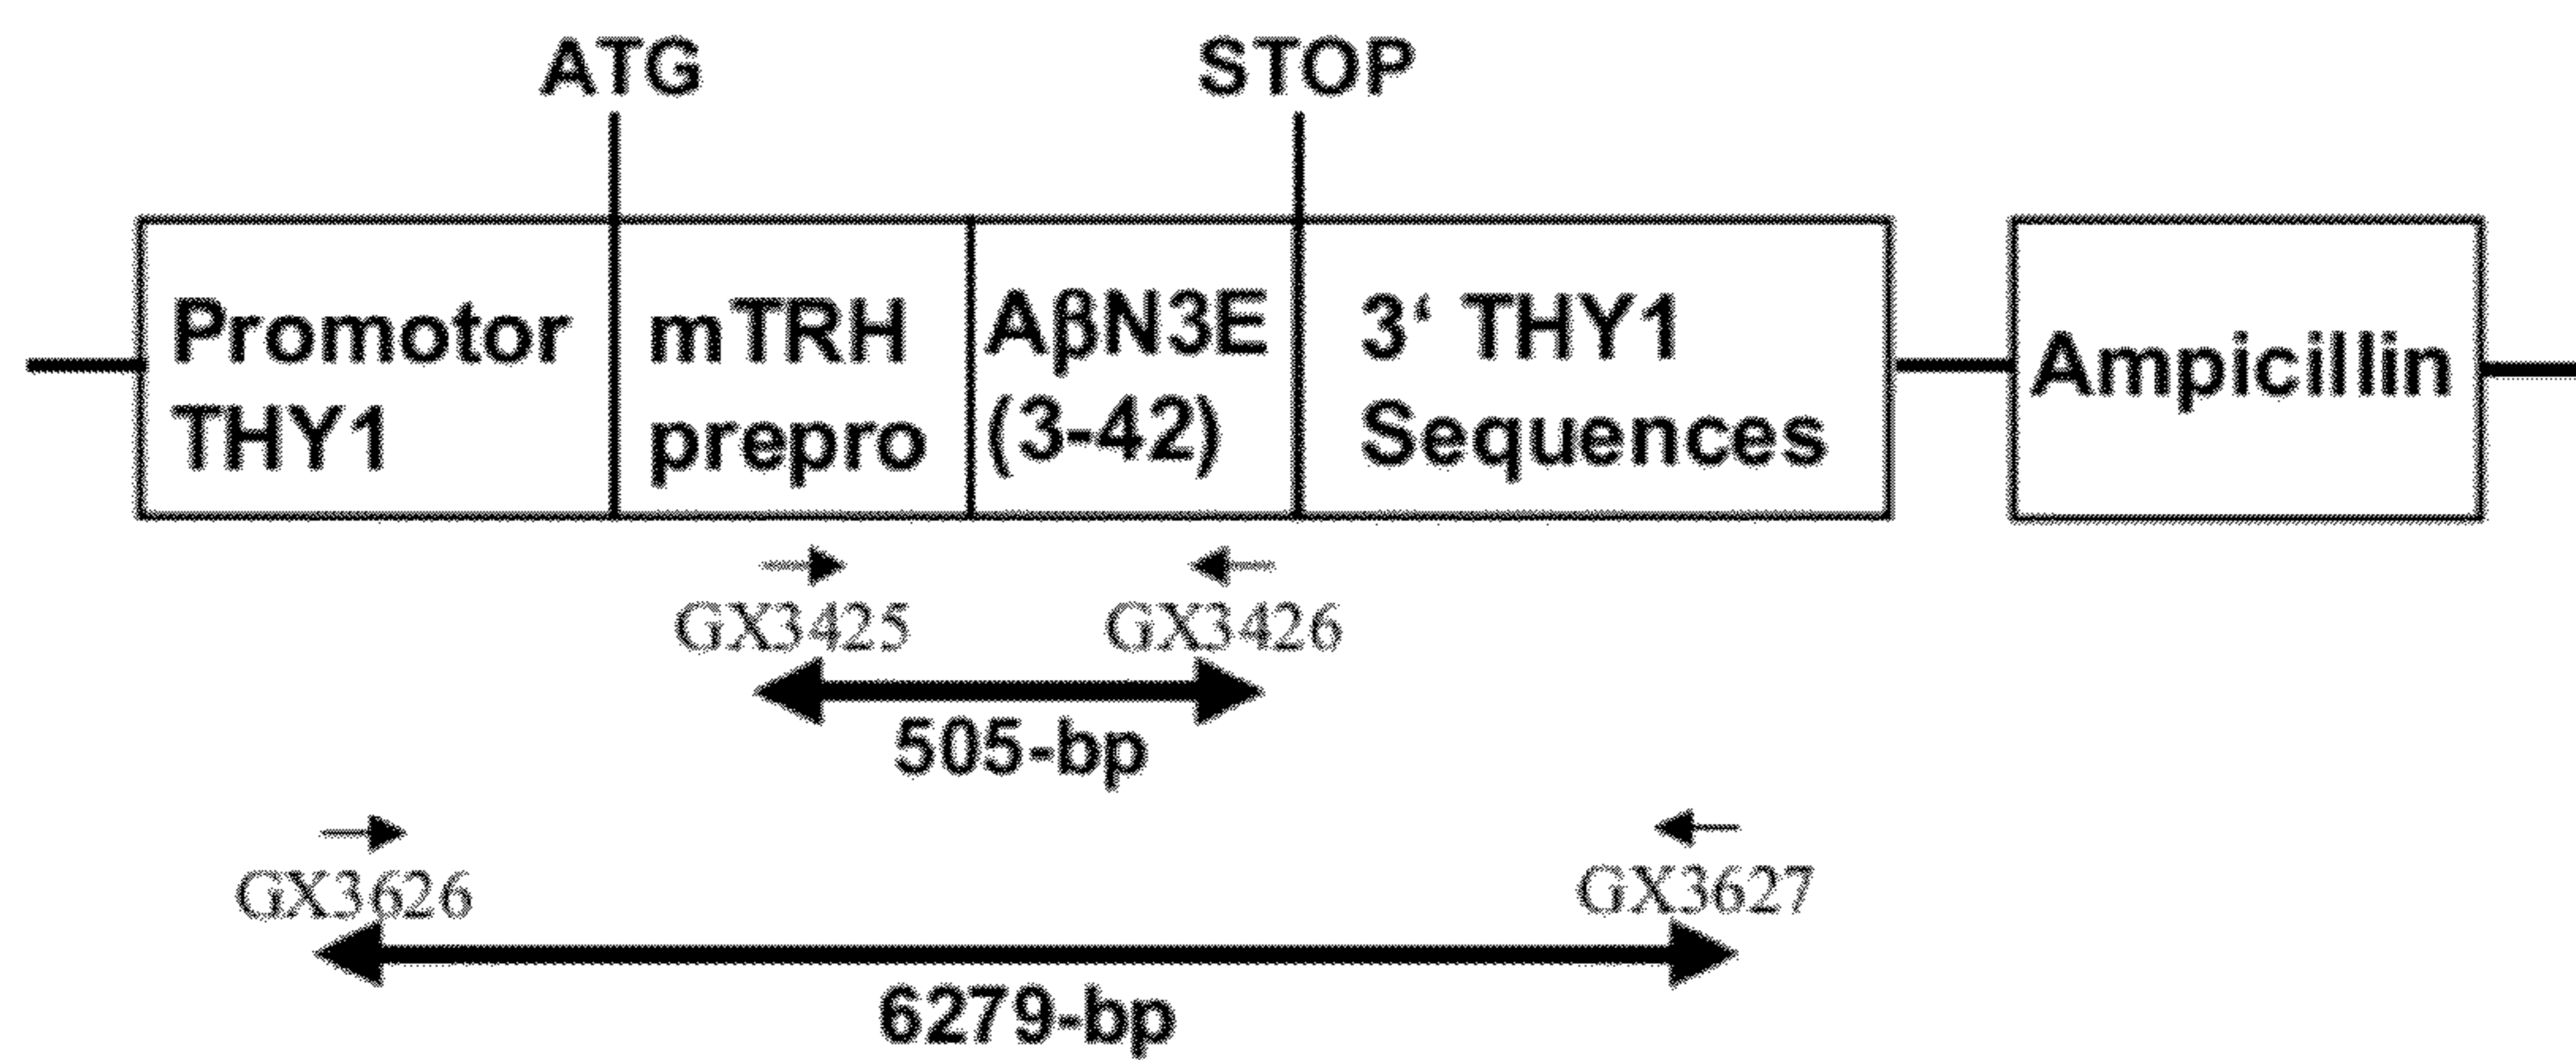 ATG
STOP
Promotor
THY1
mTRH
prepro
AβN3E
(3-42)
3‘ THY1
Sequences
Ampicillin
GX3425
GX3426
505-bp
GX3626
GX3627
6279-bp